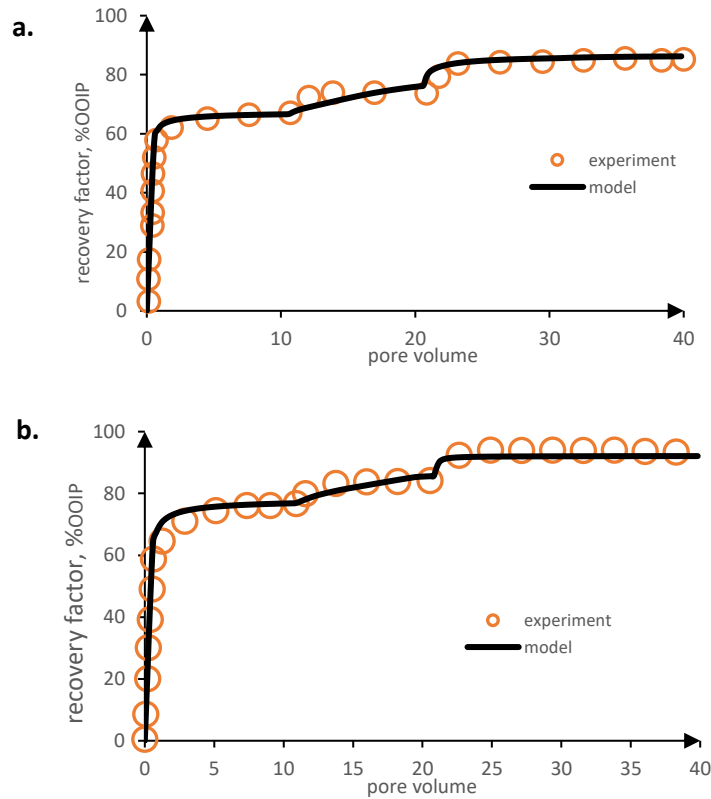 a.
recovery factor, %OOIP
100
80
60
40
20
0
experiment
model
0 10 20 30 40
pore volume
b.
recovery factor, %OOIP
100
80
60
40
20
0
experiment
model
0 5 10 15 20 25 30 35 40
pore volume